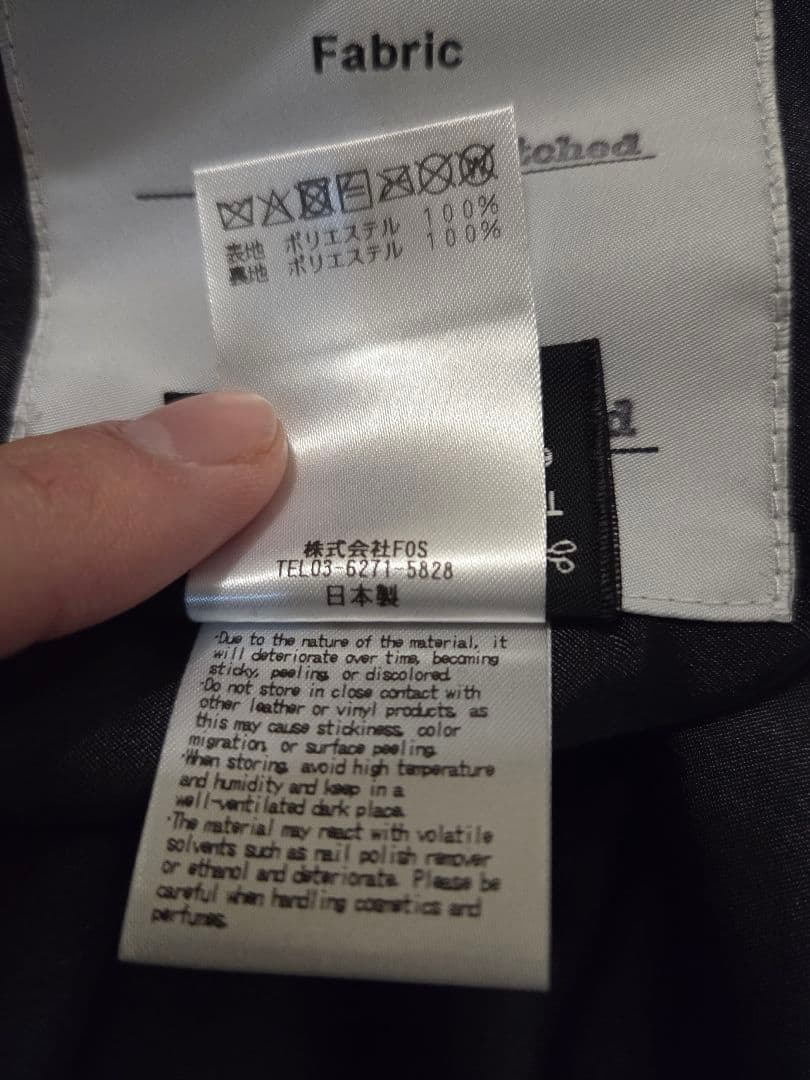 Fabric
tched
表地 ポリエステル 100%
裏地 ポリエステル 100%
d
株式会社FOS
TEL03-6271-5828
日本製
・Due to the nature of the material, it
will deteriorate over time, becoming
sticky, peeling, or discolored.
・Do not store in close contact with
other leather or vinyl products, as
this may cause stickiness, color
migration, or surface peeling.
・When storing, avoid high temperature
and humidity and keep in a
well-ventilated dark place.
・The material may react with volatile
solvents such as nail polish remover
or ethanol and deteriorate. Please be
careful when handling cosmetics and
perfumes.